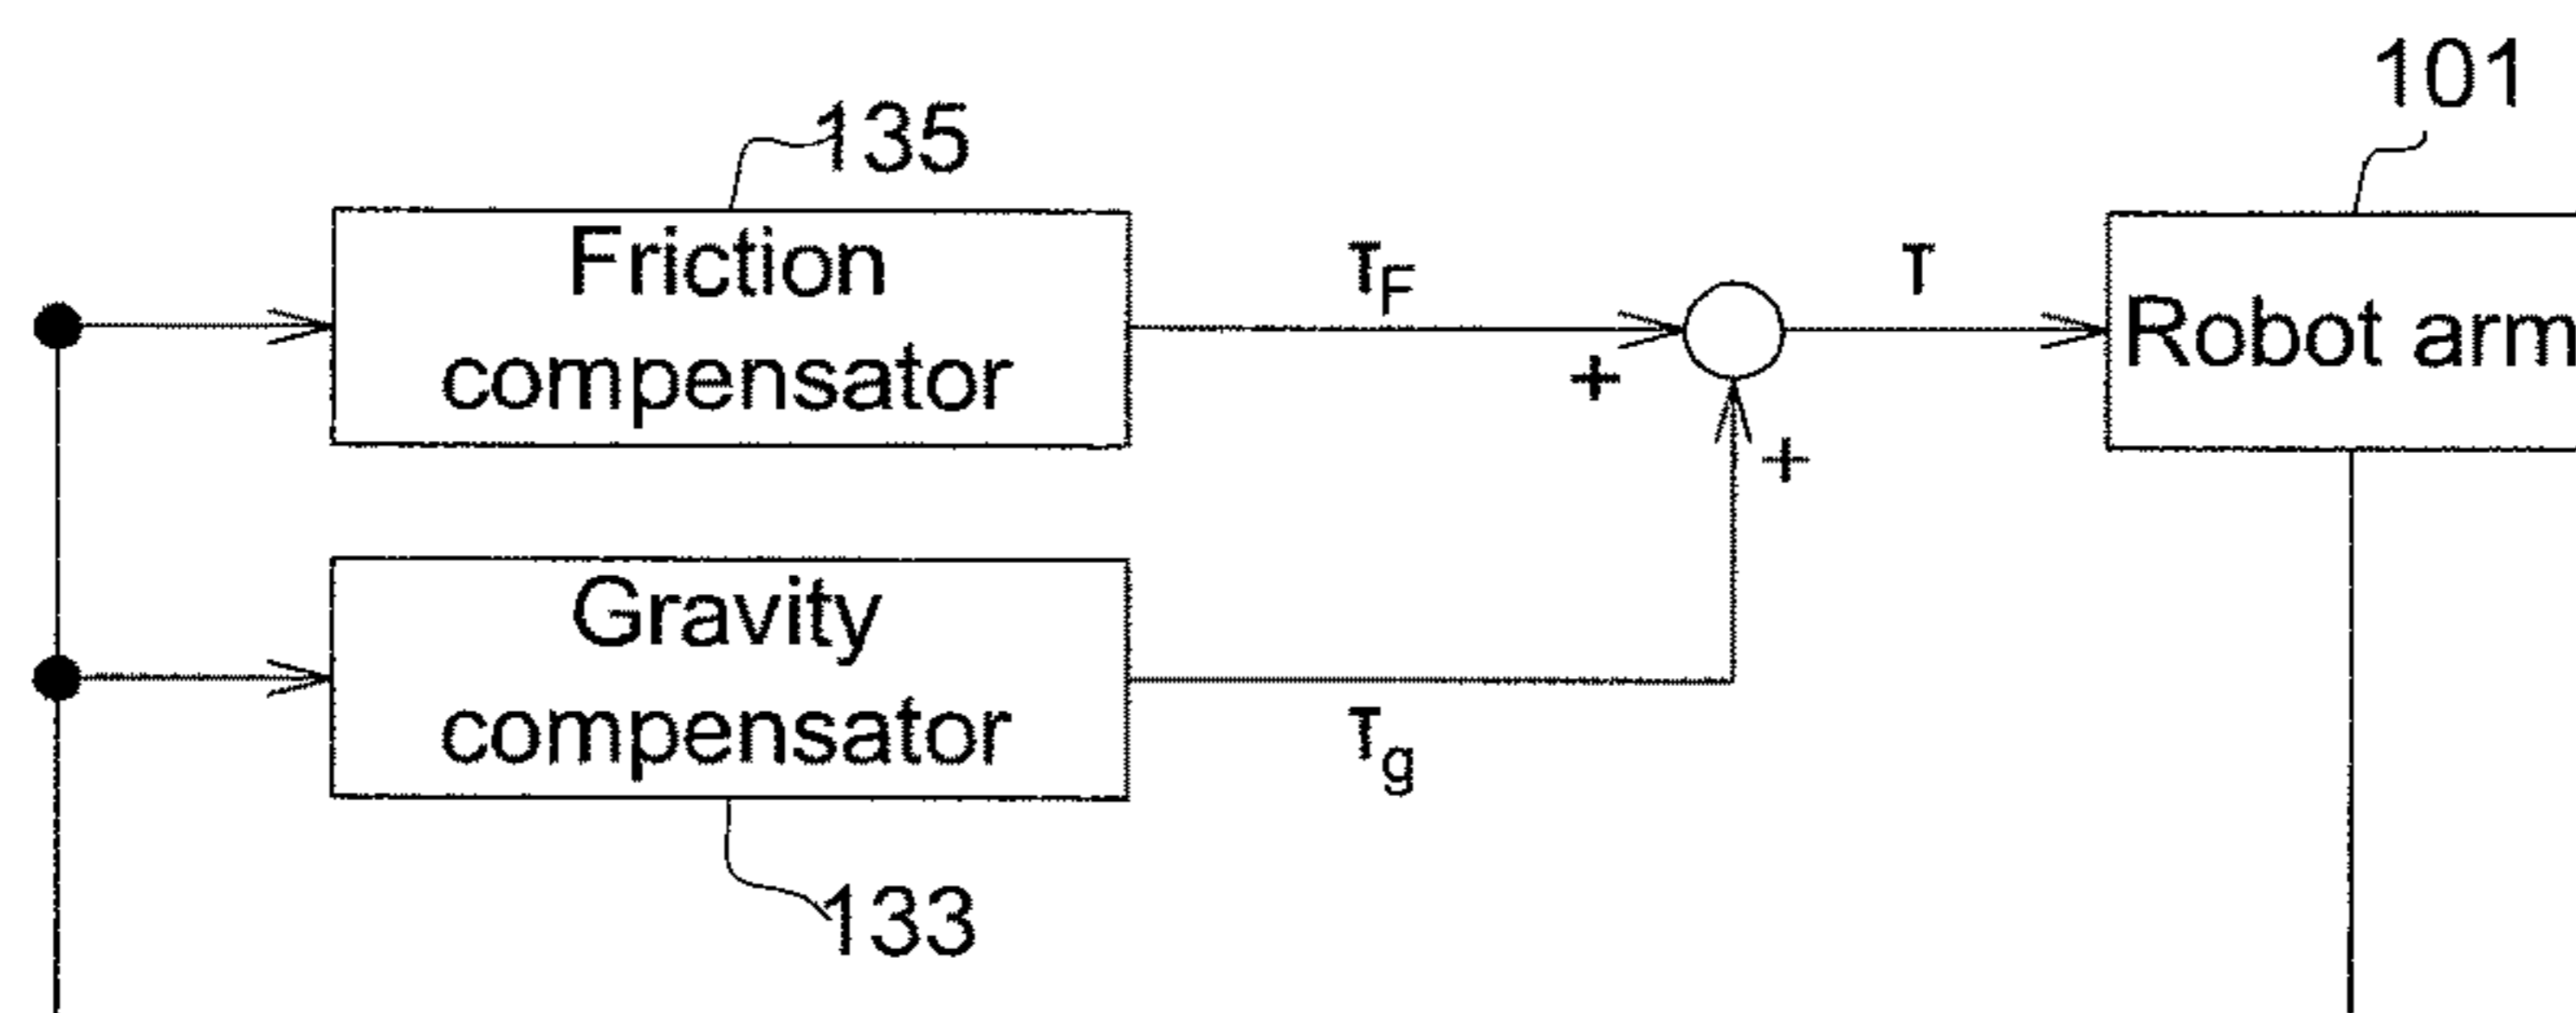 101
135
Friction
compensator
τF
τ
+
Robot arm
+
Gravity
compensator
τg
133